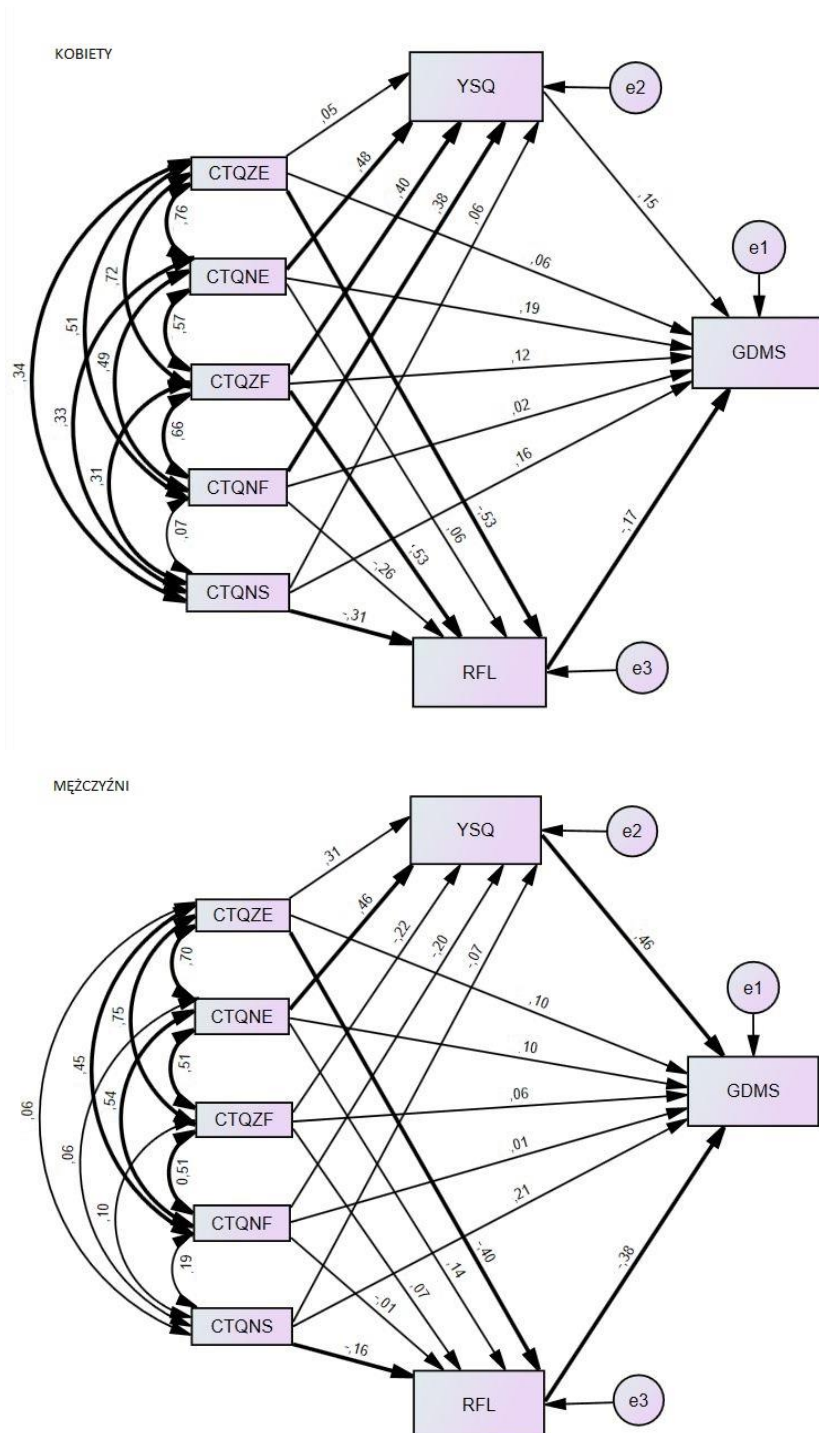 KOBIETY
YSQ
e2
,05
CTQZE
,48
,40
,38
,06
,15
,76
,06
e1
CTQNE
,72
,19
,51
,57
,49
GDMS
,34
CTQZF
,12
,33
,02
,31
,66
CTQNF
,16
-,53
,07
,53
,06
-,17
-,26
CTQNS
-,31
RFL
e3
MĘŻCZYŹNI
YSQ
e2
,31
CTQZE
,46
-,22
-,20
-,07
,46
,70
,10
e1
CTQNE
,75
,10
,45
,51
,54
GDMS
,06
CTQZF
,06
,06
,01
,10
0,51
CTQNF
,21
-,40
,19
,14
,07
-,38
-,01
CTQNS
-,16
RFL
e3